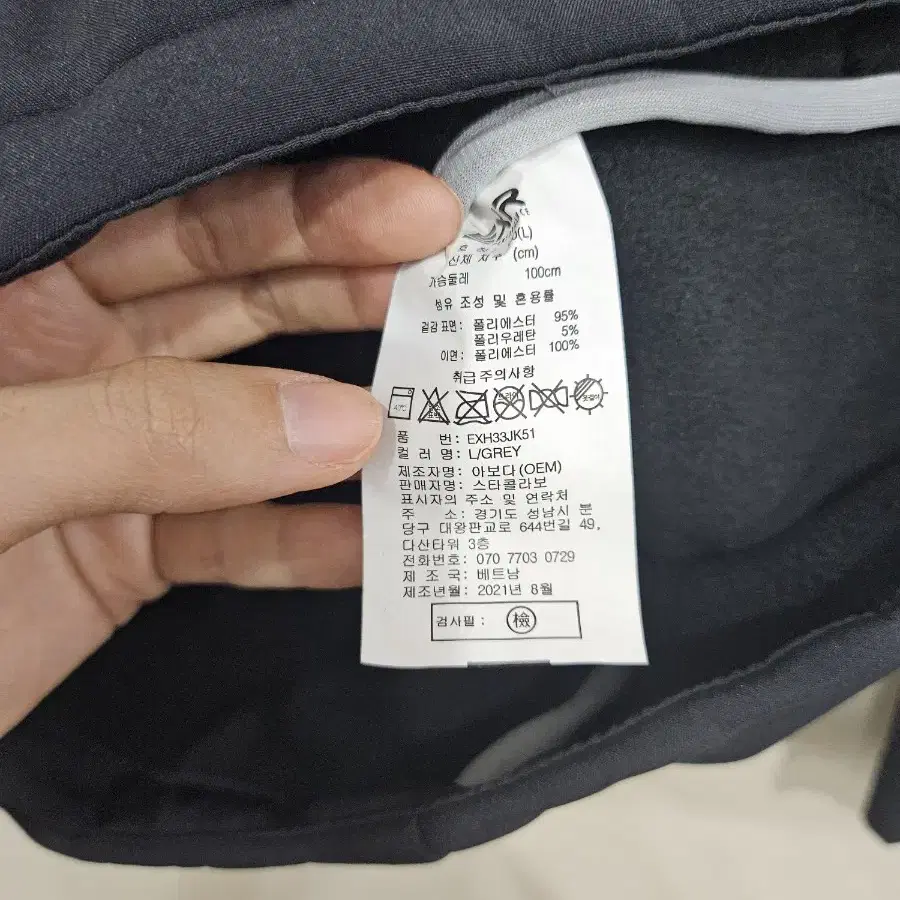 (L)
(cm)
가슴둘레 100cm
섬유 조성 및 혼용률
겉감 표면: 폴리에스터 95%
폴리우레탄 5%
이면: 폴리에스터 100%
취급주의사항
품 번: EXH33JK51
컬 러 명: L/GREY
제조자명: 아보다(OEM)
판매자명: 스타콜라보
표시자의 주소 및 연락처
주 소: 경기도 성남시 분
당구 대왕판교로 644번길 49,
다산타워 3층
전화번호: 070 7703 0729
제 조 국: 베트남
제조년월: 2021년 8월
검사필 : 檢